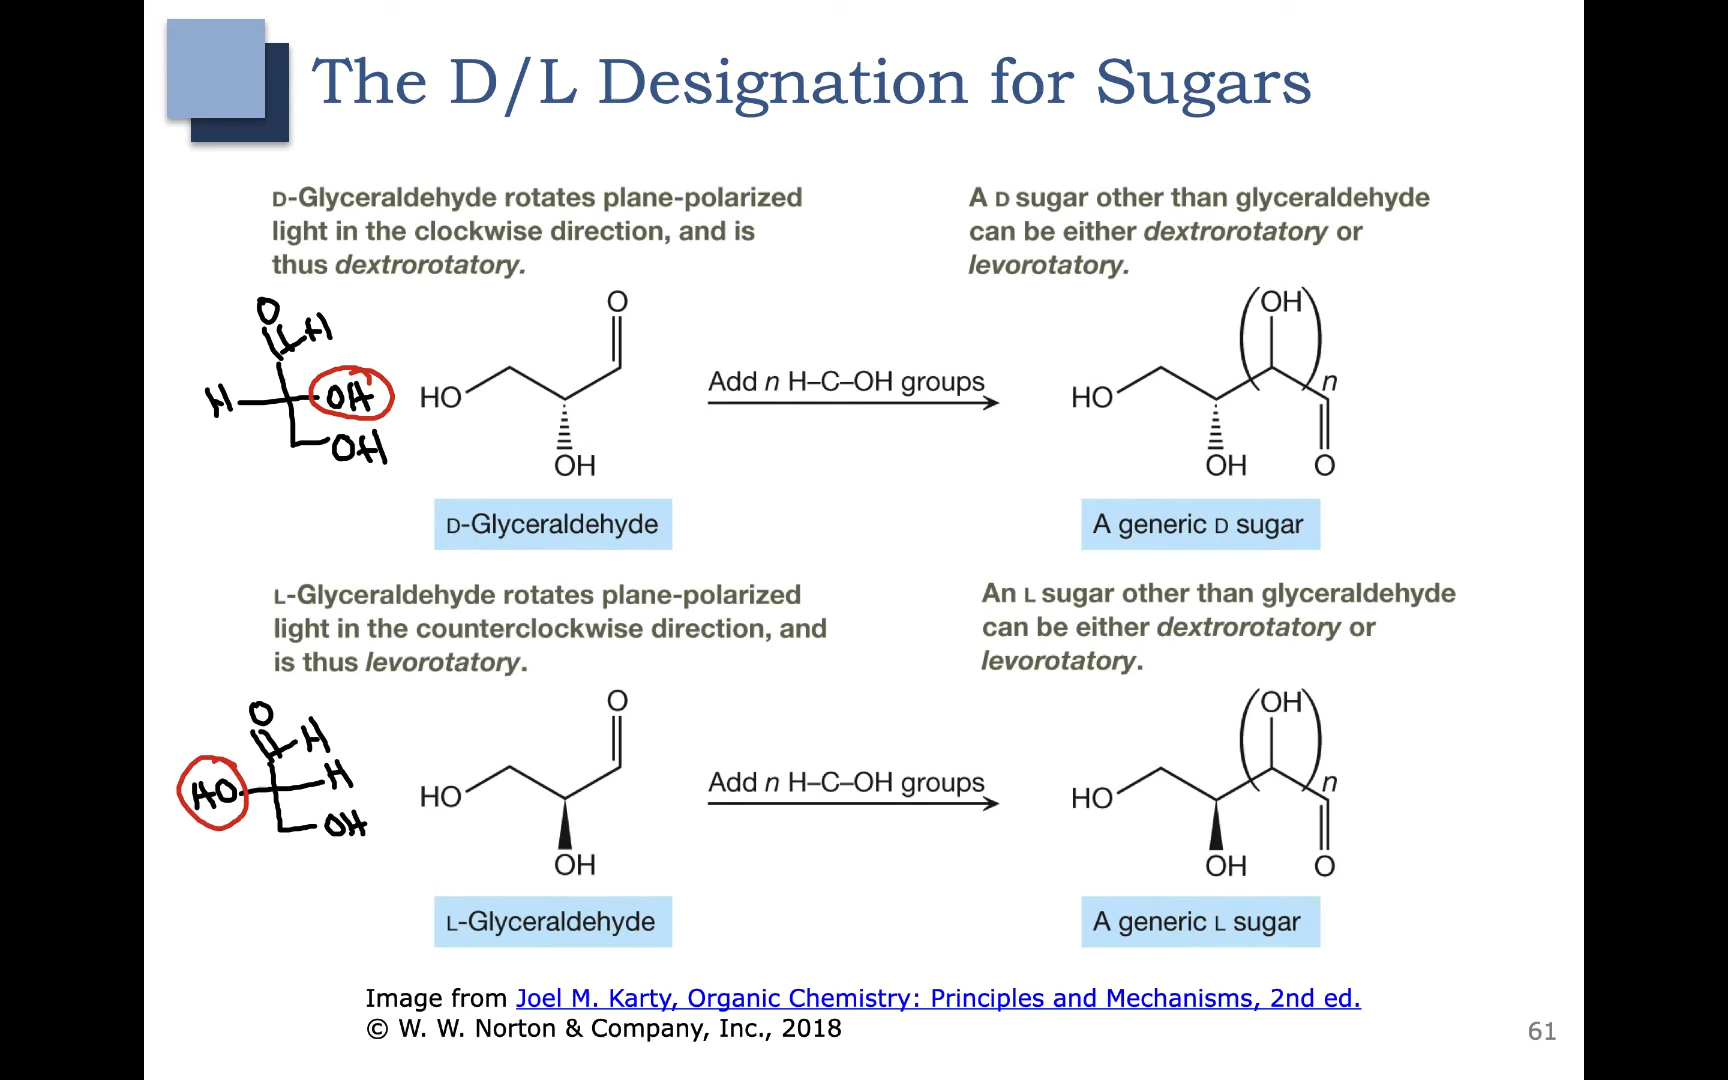 The D/L Designation for Sugars
D-Glyceraldehyde rotates plane-polarized
light in the clockwise direction, and is
thus dextrorotatory.
A D sugar other than glyceraldehyde
can be either dextrorotatory or
levorotatory.
O
H
H
OH
OH
O
HO
OH
D-Glyceraldehyde
Add n H–C–OH groups
(OH)
n
HO
OH
O
A generic D sugar
L-Glyceraldehyde rotates plane-polarized
light in the counterclockwise direction, and
is thus levorotatory.
An L sugar other than glyceraldehyde
can be either dextrorotatory or
levorotatory.
O
H
H
HO
OH
O
HO
OH
L-Glyceraldehyde
Add n H–C–OH groups
(OH)
n
HO
OH
O
A generic L sugar
Image from Joel M. Karty, Organic Chemistry: Principles and Mechanisms, 2nd ed.
© W. W. Norton & Company, Inc., 2018
61